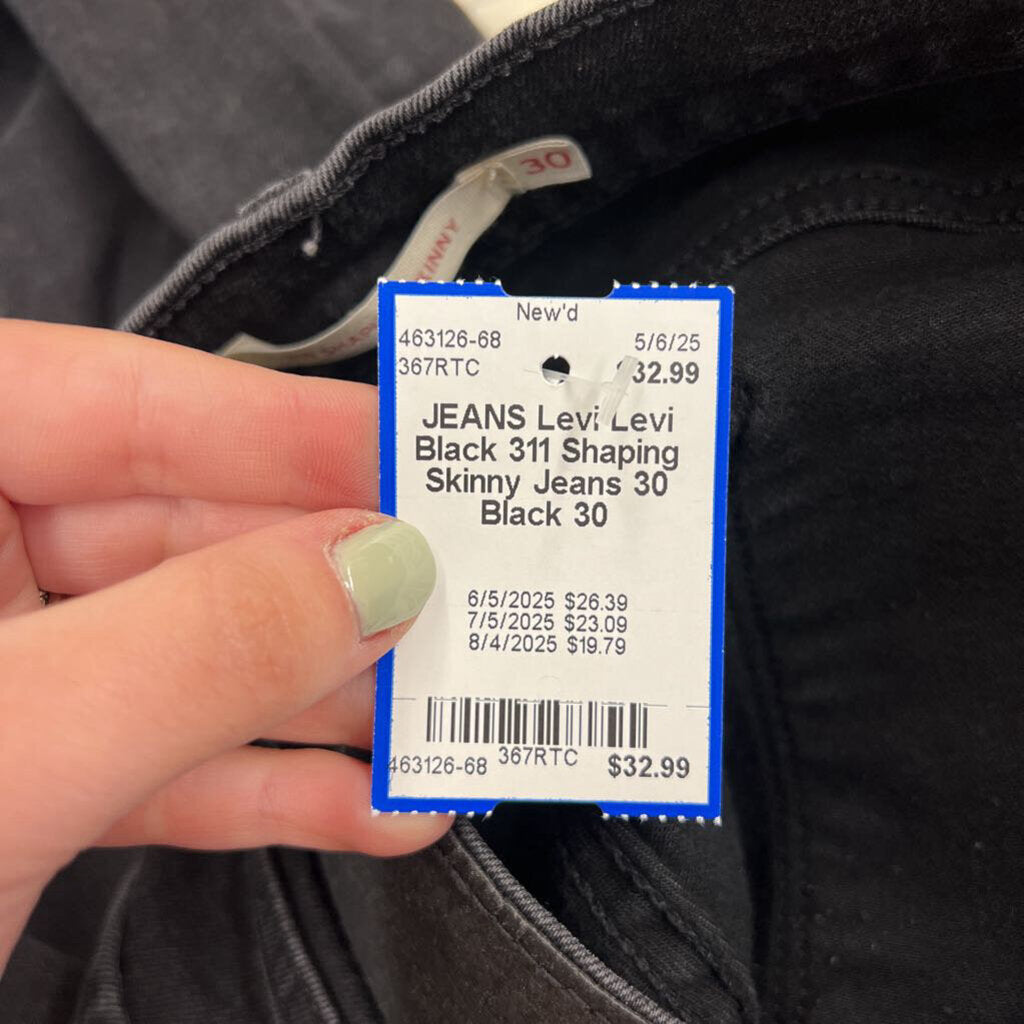 30
New'd
463126-68 5/6/25
367RTC $32.99
JEANS Levi Levi
Black 311 Shaping
Skinny Jeans 30
Black 30
6/5/2025 $26.39
7/5/2025 $23.09
8/4/2025 $19.79
463126-68 367RTC $32.99